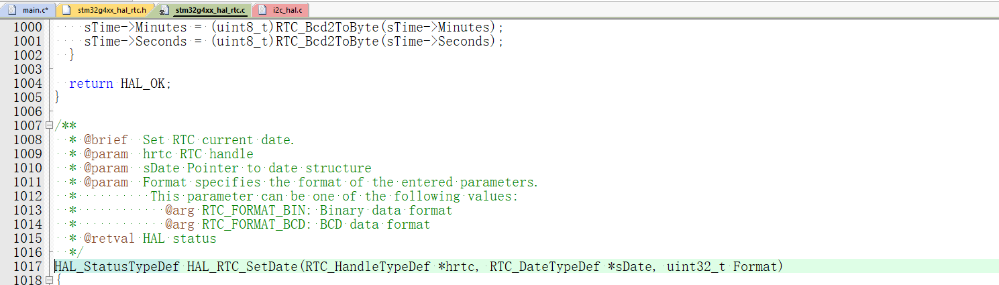 main.c* stm32g4xx_hal_rtc.h stm32g4xx_hal_rtc.c i2c_hal.c
1000 sTime->Minutes = (uint8_t)RTC_Bcd2ToByte(sTime->Minutes);
1001 sTime->Seconds = (uint8_t)RTC_Bcd2ToByte(sTime->Seconds);
1002 }
1003
1004 return HAL_OK;
1005 }
1006
1007 /**
1008 * @brief Set RTC current date.
1009 * @param hrtc RTC handle
1010 * @param sDate Pointer to date structure
1011 * @param Format specifies the format of the entered parameters.
1012 * This parameter can be one of the following values:
1013 * @arg RTC_FORMAT_BIN: Binary data format
1014 * @arg RTC_FORMAT_BCD: BCD data format
1015 * @retval HAL status
1016 */
1017 HAL_StatusTypeDef HAL_RTC_SetDate(RTC_HandleTypeDef *hrtc, RTC_DateTypeDef *sDate, uint32_t Format)
1018 {